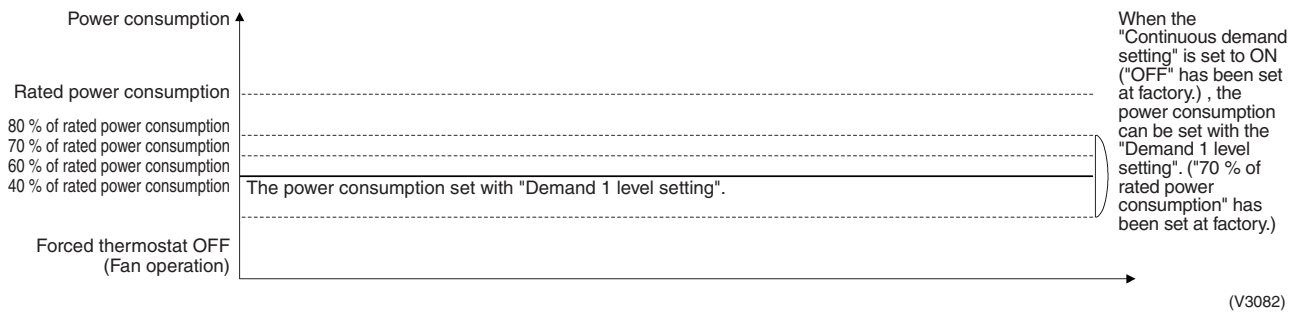 Power consumption
Rated power consumption
80 % of rated power consumption
70 % of rated power consumption
60 % of rated power consumption
40 % of rated power consumption
The power consumption set with "Demand 1 level setting".
Forced thermostat OFF
(Fan operation)
When the
"Continuous demand
setting" is set to ON
("OFF" has been set
at factory.) , the
power consumption
can be set with the
"Demand 1 level
setting". ("70 % of
rated power
consumption" has
been set at factory.)
(V3082)